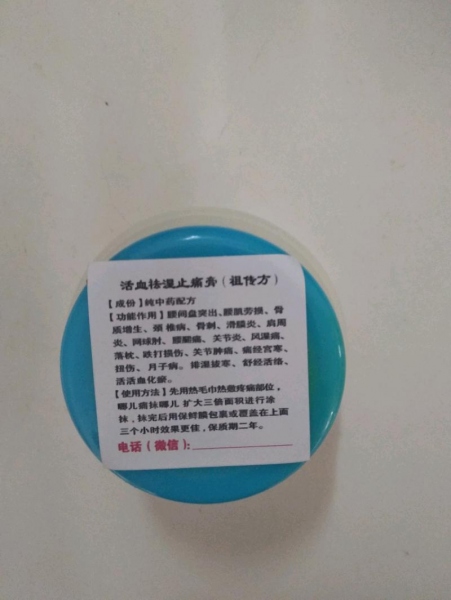 活血祛湿止痛膏（祖传方）
【成份】纯中药配方
【功能作用】腰间盘突出、腰肌劳损、骨
质增生、颈椎病、骨刺、滑膜炎、肩周
炎、网球肘、腰腿痛、关节炎、风湿痛、
落枕、跌打损伤、关节肿痛、痛经宫寒、
扭伤、月子病。排湿拔寒、舒经活络、
活活血化瘀。
【使用方法】先用热毛巾热敷疼痛部位，
哪儿痛抹哪儿 扩大三倍面积进行涂
抹，抹完后用保鲜膜包裹或覆盖在上面
三个小时效果更佳，保质期二年。
电话（微信）：